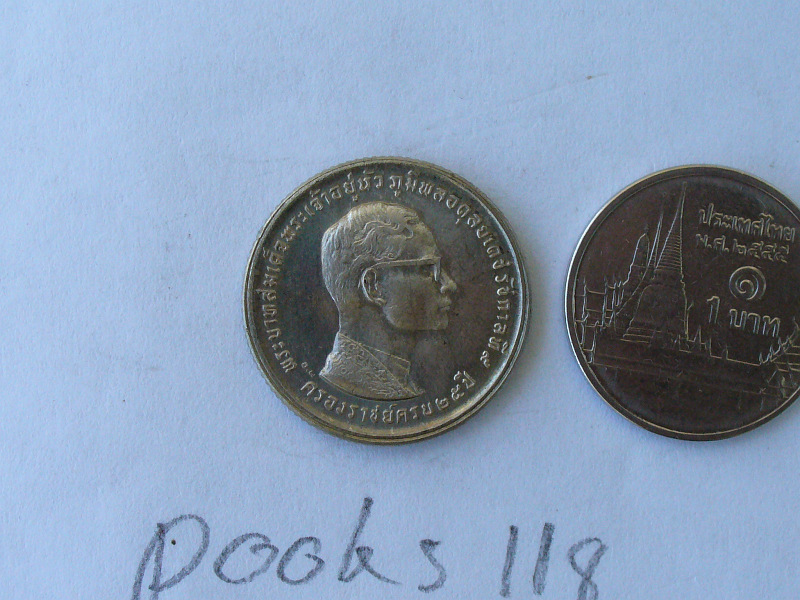 พระบาทสมเด็จพระเจ้าอยู่หัว ภูมิพลอดุลยเดช รัชกาลที่ ๙
ครองราชย์ครบ ๒๕ ปี
ประเทศไทย
พ.ศ. ๒๕๕๕
๑
1 บาท
pooks 118